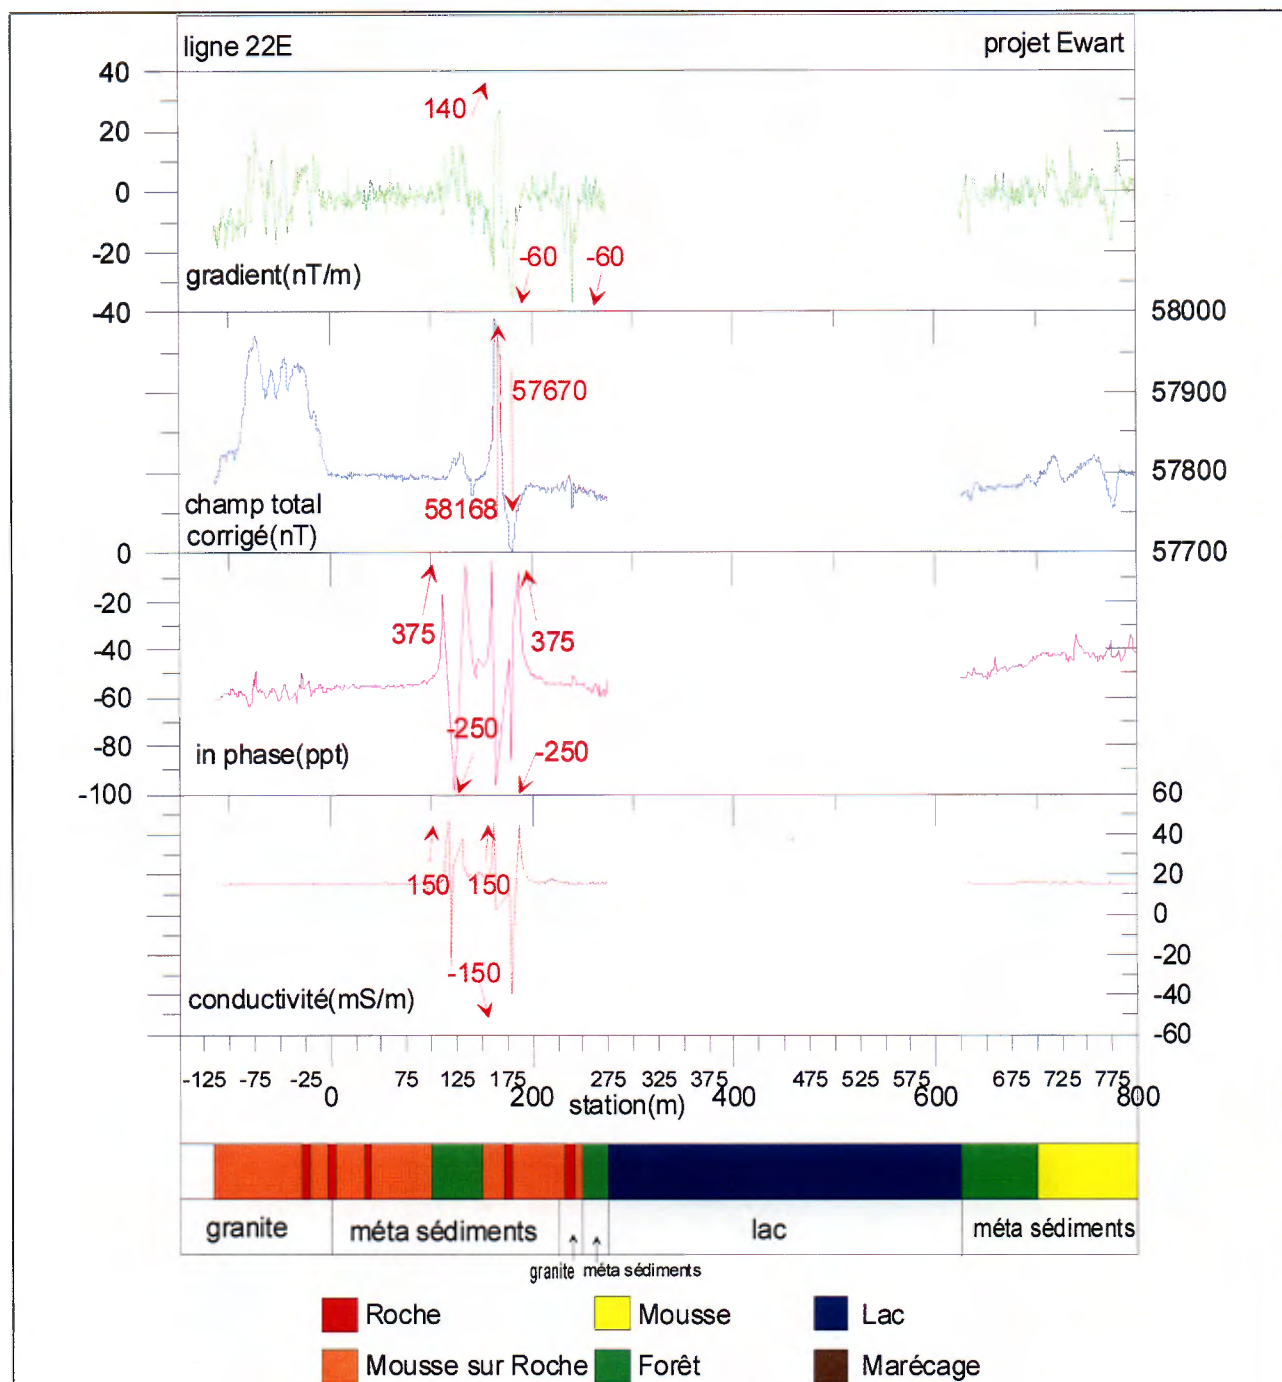 ligne 22E projet Ewart
40
20
0
-20
-40
140
-60 -60
gradient(nT/m)
58000
57900
57800
57700
57670
58168
champ total
corrigé(nT)
0
-20
-40
-60
-80
-100
375 375
-250
-250
in phase(ppt)
60
40
20
0
-20
-40
-60
150 150
-150
conductivité(mS/m)
-125 -75 -25 75 125 175 275 325 375 475 525 575 675 725 775
0 200 400 600 800
station(m)
granite méta sédiments lac méta sédiments
granite méta sédiments
Roche Mousse Lac
Mousse sur Roche Forêt Marécage